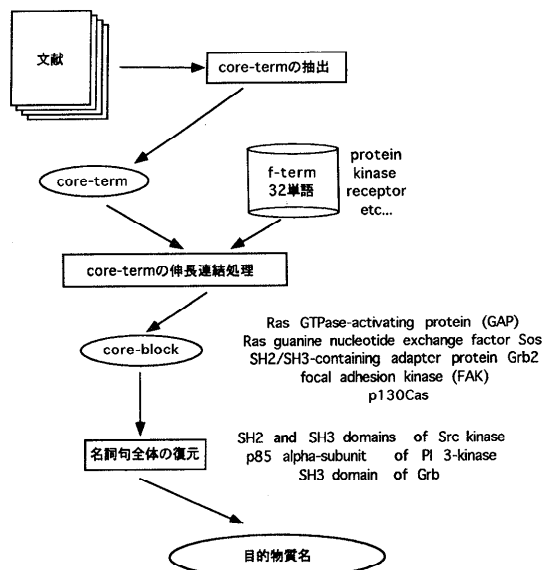 文献
core-termの抽出
core-term
f-term
32単語
protein
kinase
receptor
etc...
core-termの伸長連結処理
core-block
Ras GTPase-activating protein (GAP)
Ras guanine nucleotide exchange factor Sos
SH2/SH3-containing adapter protein Grb2
focal adhesion kinase (FAK)
p130Cas
名詞句全体の復元
SH2 and SH3 domains of Src kinase
p85 alpha-subunit of PI 3-kinase
SH3 domain of Grb
目的物質名